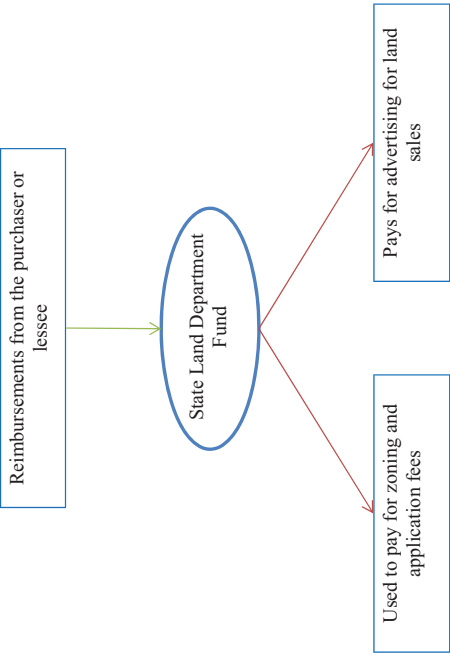 Reimbursements from the purchaser or
lessee
State Land Department
Fund
Used to pay for zoning and
application fees
Pays for advertising for land
sales